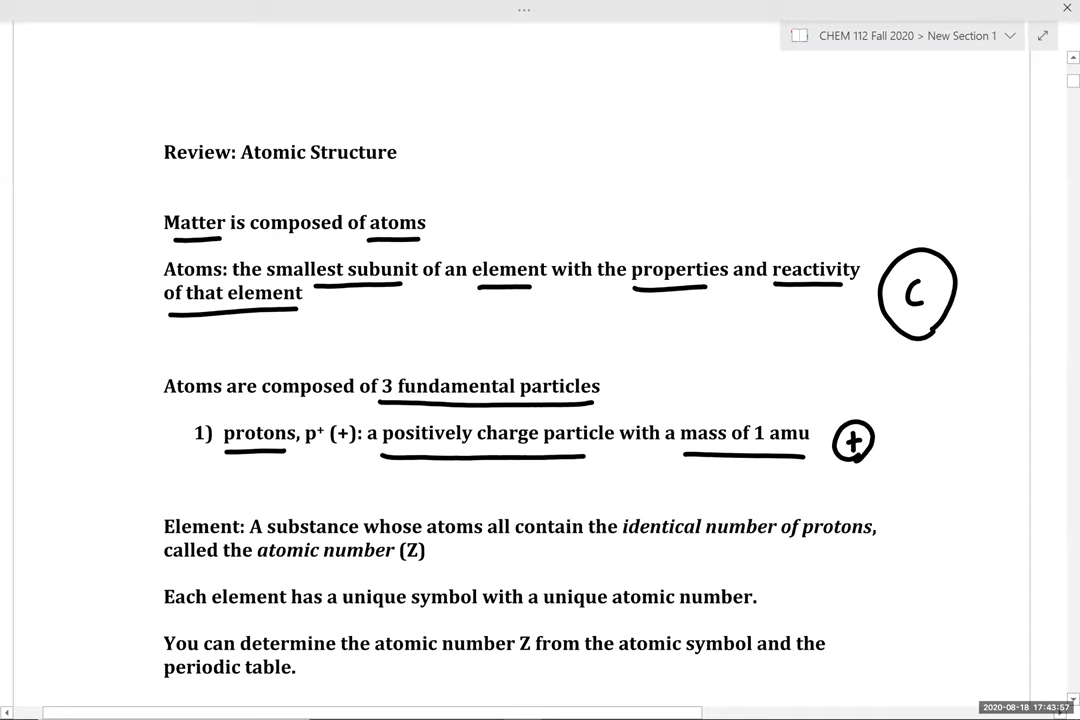 CHEM 112 Fall 2020 > New Section 1
Review: Atomic Structure
Matter is composed of atoms
Atoms: the smallest subunit of an element with the properties and reactivity
of that element
C
Atoms are composed of 3 fundamental particles
1) protons, p⁺ (+): a positively charge particle with a mass of 1 amu
+
Element: A substance whose atoms all contain the identical number of protons,
called the atomic number (Z)
Each element has a unique symbol with a unique atomic number.
You can determine the atomic number Z from the atomic symbol and the
periodic table.
2020-08-18 17:43:57